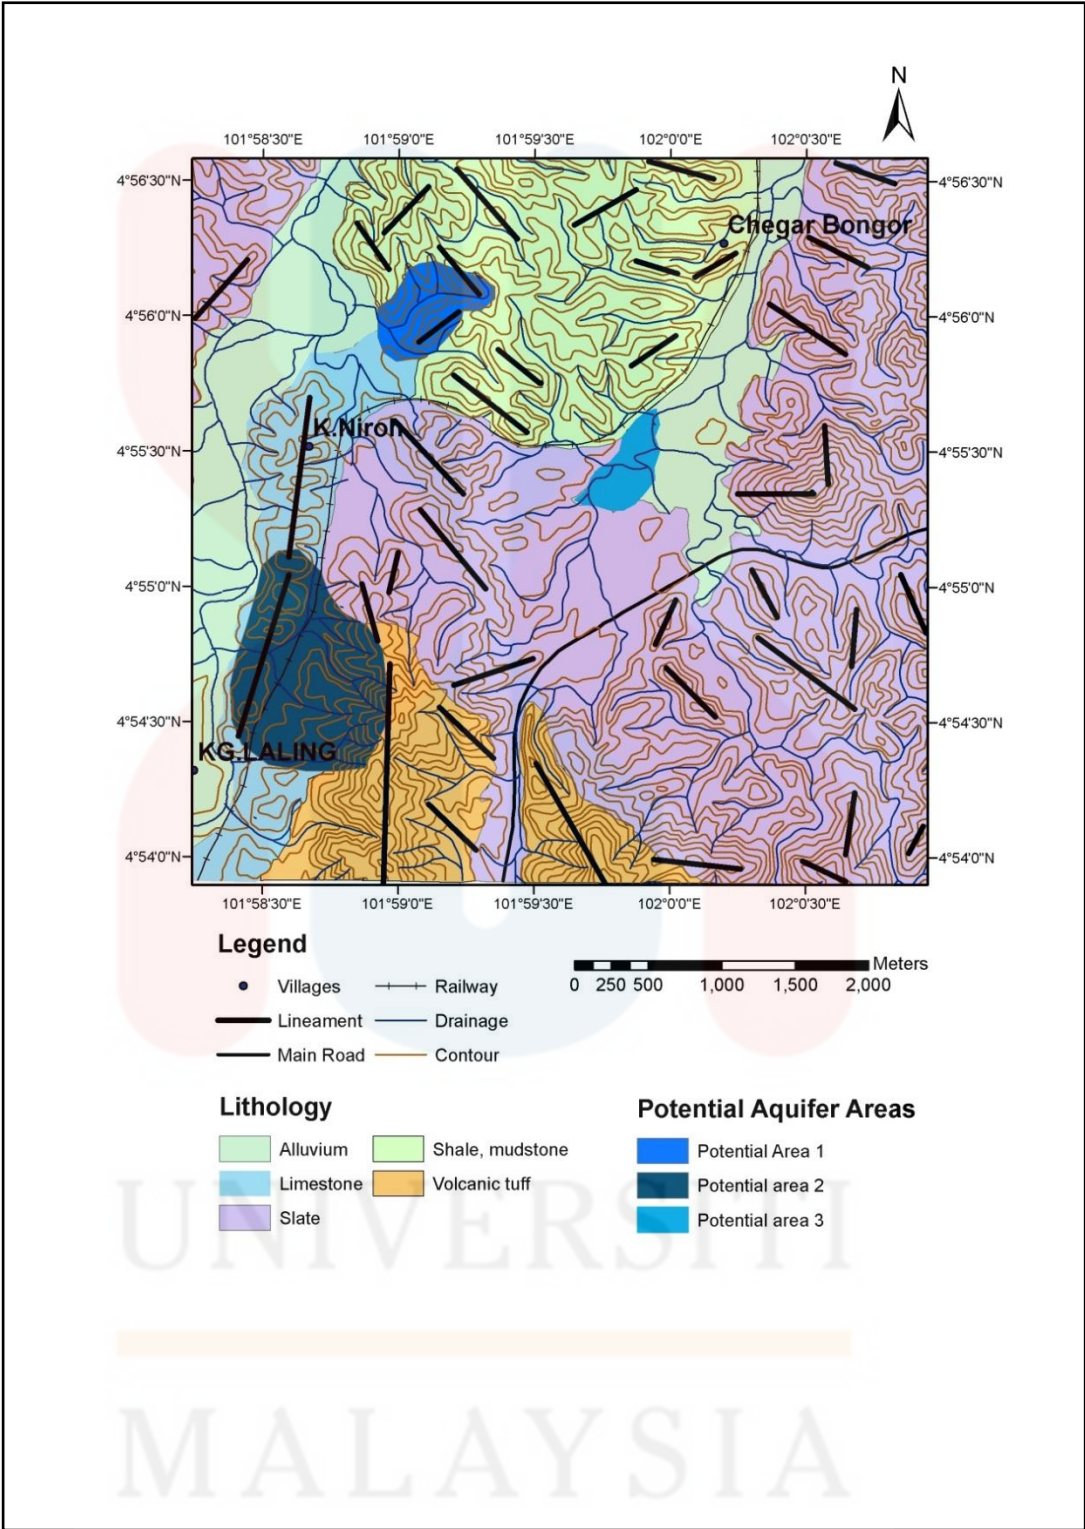 N
101°58'30"E 101°59'0"E 101°59'30"E 102°0'0"E 102°0'30"E
4°56'30"N 4°56'30"N
Chegar Bongor
4°56'0"N 4°56'0"N
K.Niroh
4°55'30"N 4°55'30"N
4°55'0"N 4°55'0"N
4°54'30"N 4°54'30"N
KG.LALING
4°54'0"N 4°54'0"N
101°58'30"E 101°59'0"E 101°59'30"E 102°0'0"E 102°0'30"E
Legend
Villages Railway
Lineament Drainage
Main Road Contour
Meters
0 250 500 1,000 1,500 2,000
Lithology
Alluvium Shale, mudstone
Limestone Volcanic tuff
Slate
Potential Aquifer Areas
Potential Area 1
Potential area 2
Potential area 3
UNIVERSITI
MALAYSIA